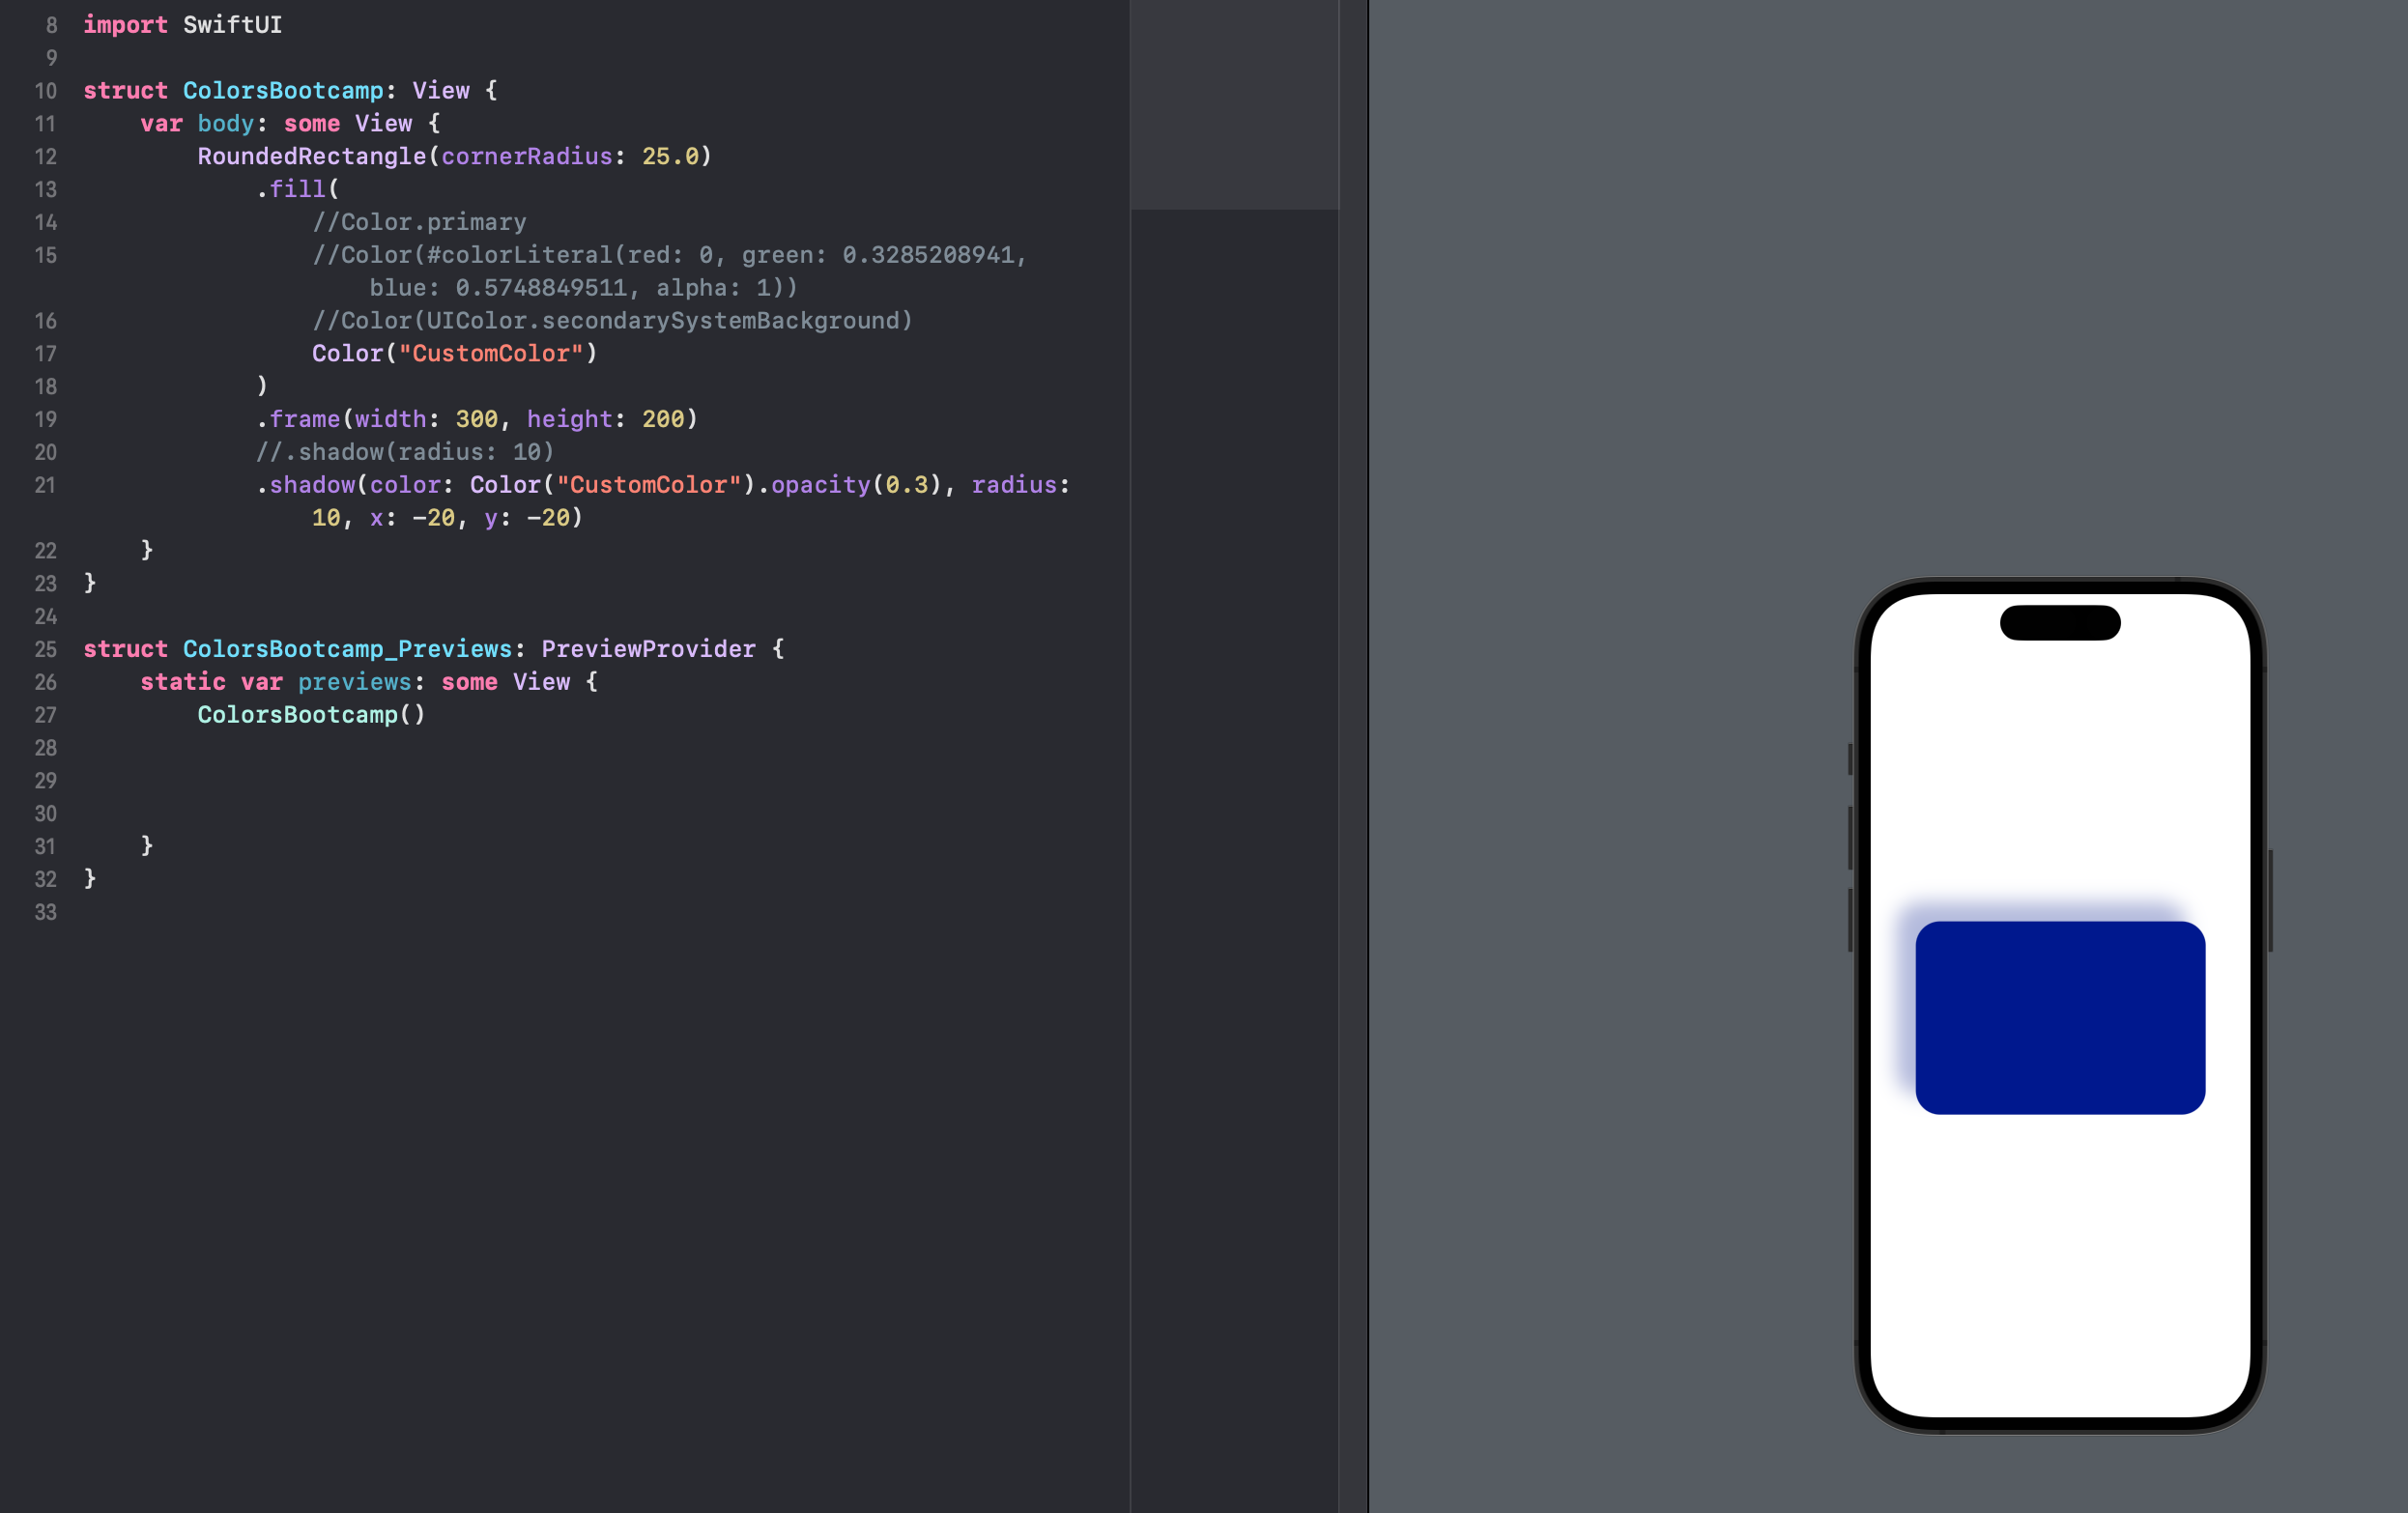 8 import SwiftUI
9
10 struct ColorsBootcamp: View {
11 var body: some View {
12 RoundedRectangle(cornerRadius: 25.0)
13 .fill(
14 //Color.primary
15 //Color(#colorLiteral(red: 0, green: 0.3285208941,
blue: 0.5748849511, alpha: 1))
16 //Color(UIColor.secondarySystemBackground)
17 Color("CustomColor")
18 )
19 .frame(width: 300, height: 200)
20 //.shadow(radius: 10)
21 .shadow(color: Color("CustomColor").opacity(0.3), radius:
10, x: -20, y: -20)
22 }
23 }
24
25 struct ColorsBootcamp_Previews: PreviewProvider {
26 static var previews: some View {
27 ColorsBootcamp()
28
29
30
31 }
32 }
33